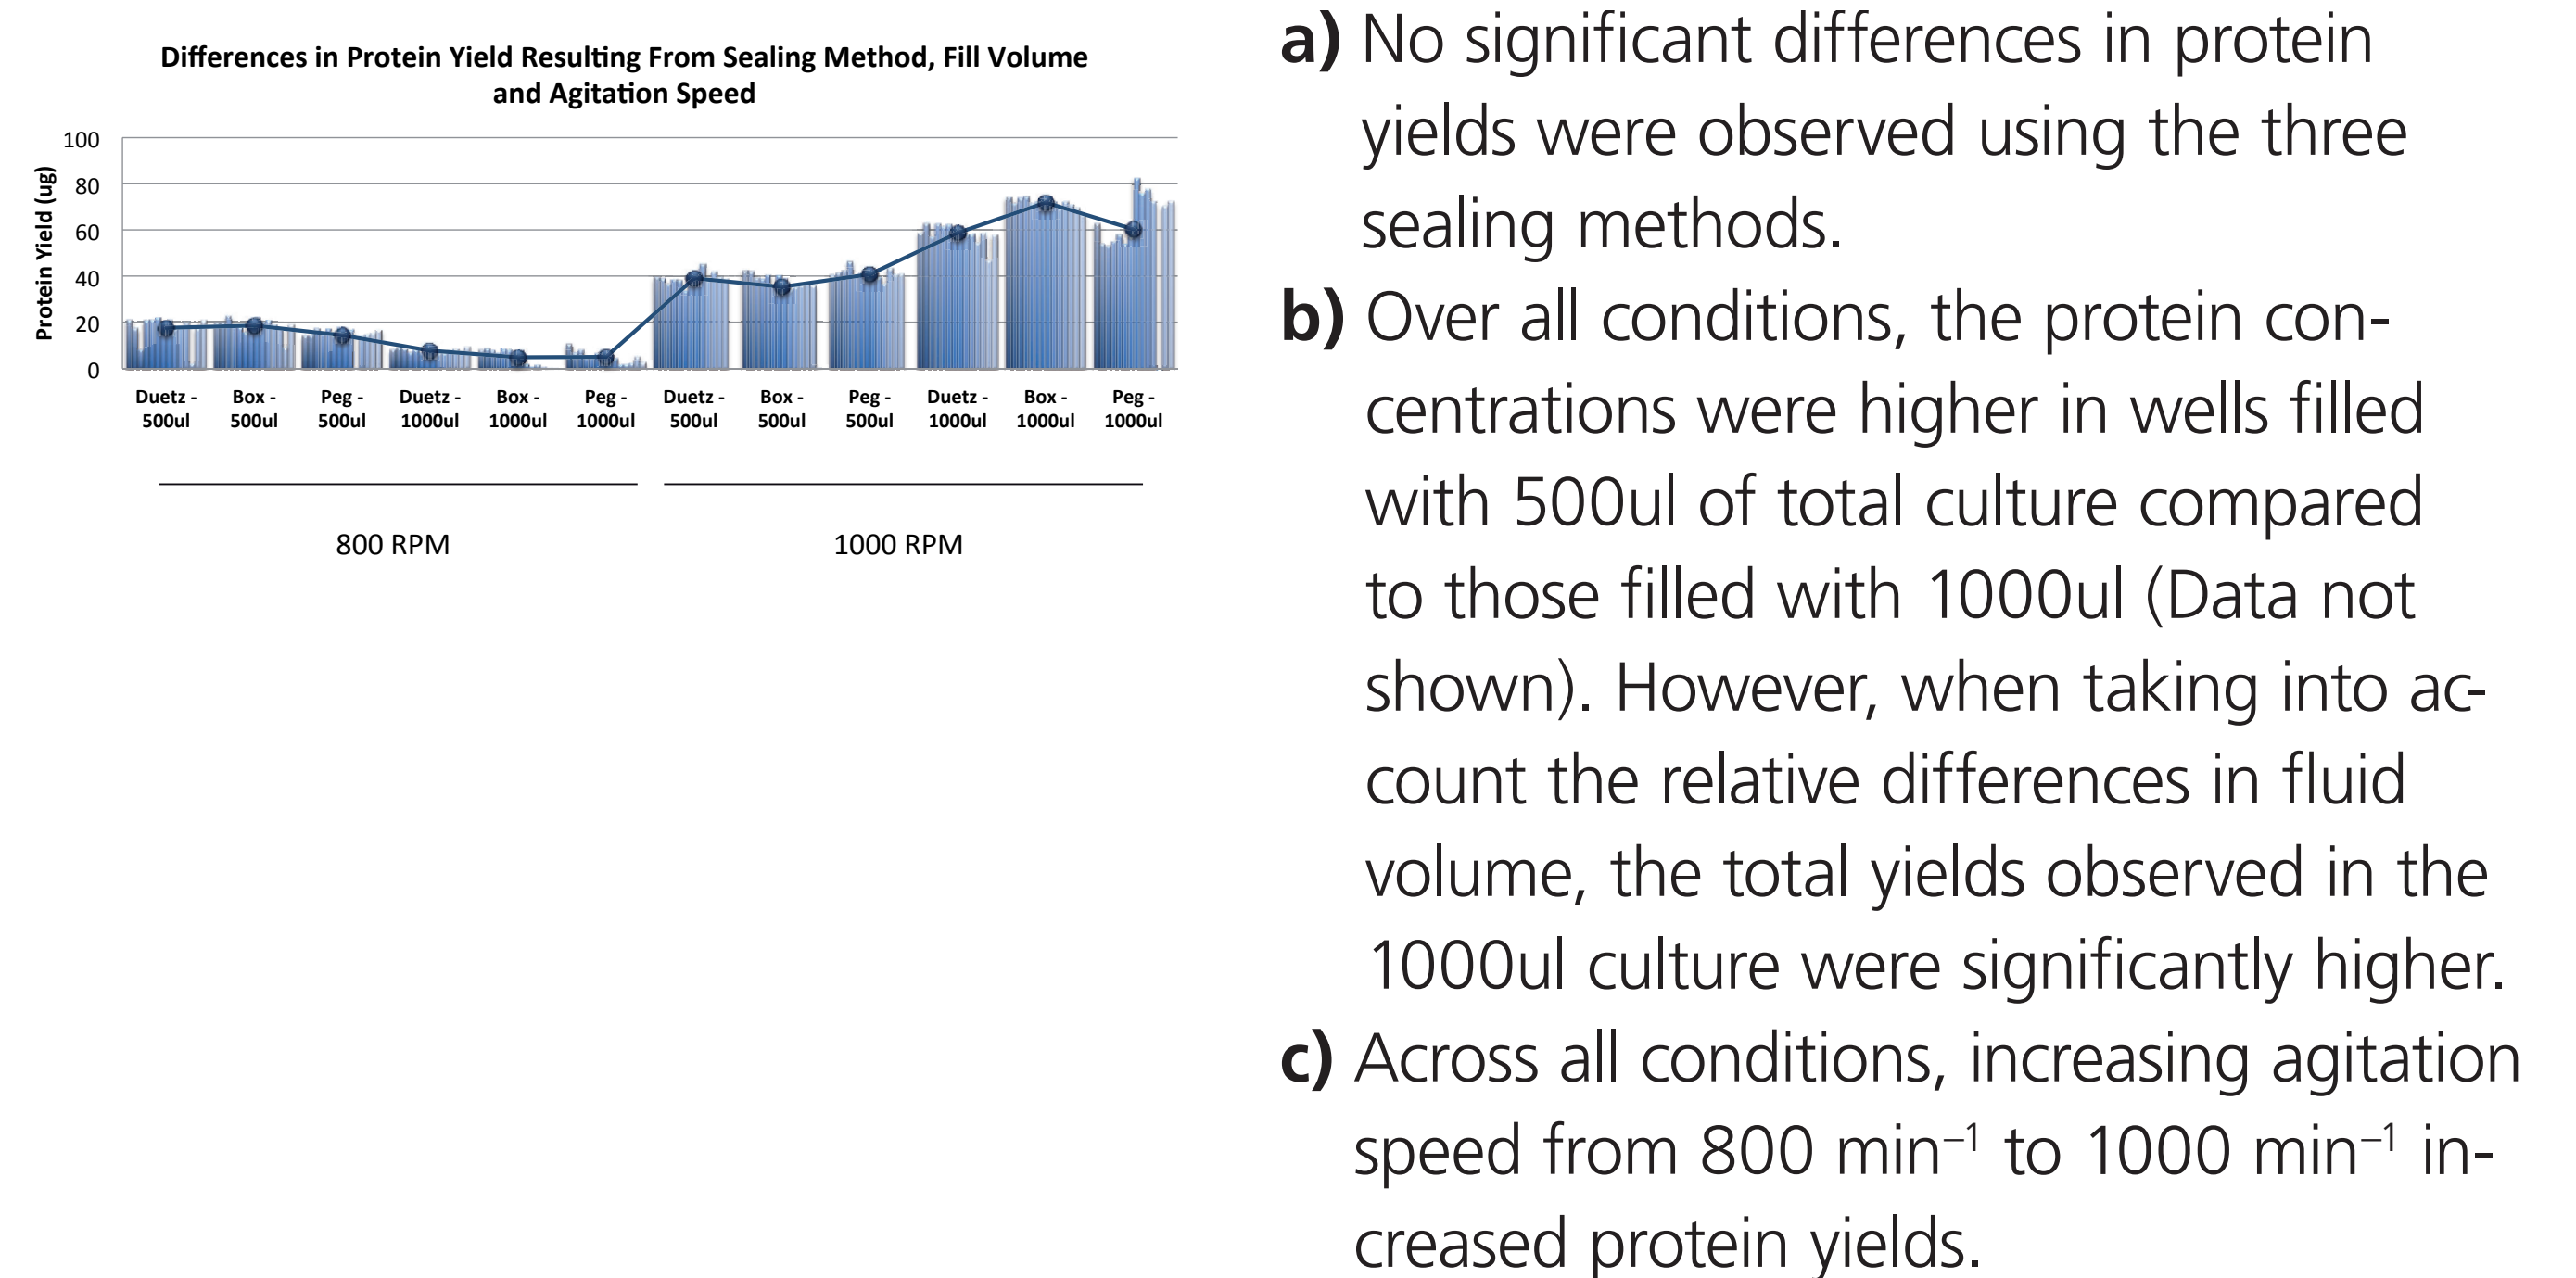 Differences in Protein Yield Resulting From Sealing Method, Fill Volume
and Agitation Speed
Protein Yield (ug)
100
80
60
40
20
0
Duetz - 500ul
Box - 500ul
Peg - 500ul
Duetz - 1000ul
Box - 1000ul
Peg - 1000ul
Duetz - 500ul
Box - 500ul
Peg - 500ul
Duetz - 1000ul
Box - 1000ul
Peg - 1000ul
800 RPM
1000 RPM
a) No significant differences in protein
yields were observed using the three
sealing methods.
b) Over all conditions, the protein con-
centrations were higher in wells filled
with 500ul of total culture compared
to those filled with 1000ul (Data not
shown). However, when taking into ac-
count the relative differences in fluid
volume, the total yields observed in the
1000ul culture were significantly higher.
c) Across all conditions, increasing agitation
speed from 800 min⁻¹ to 1000 min⁻¹ in-
creased protein yields.